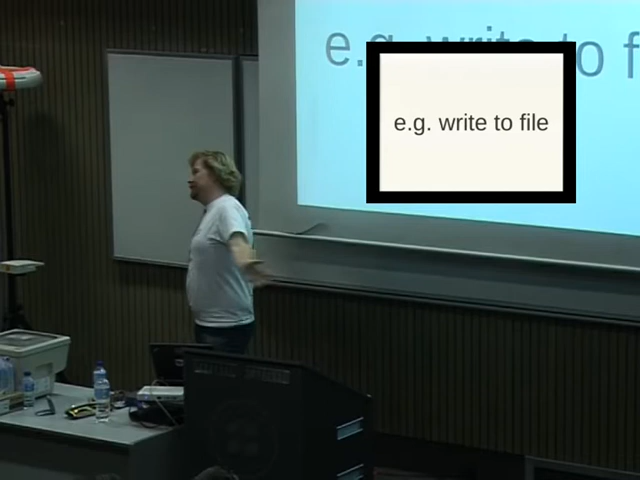 e.g. write to f
e.g. write to file